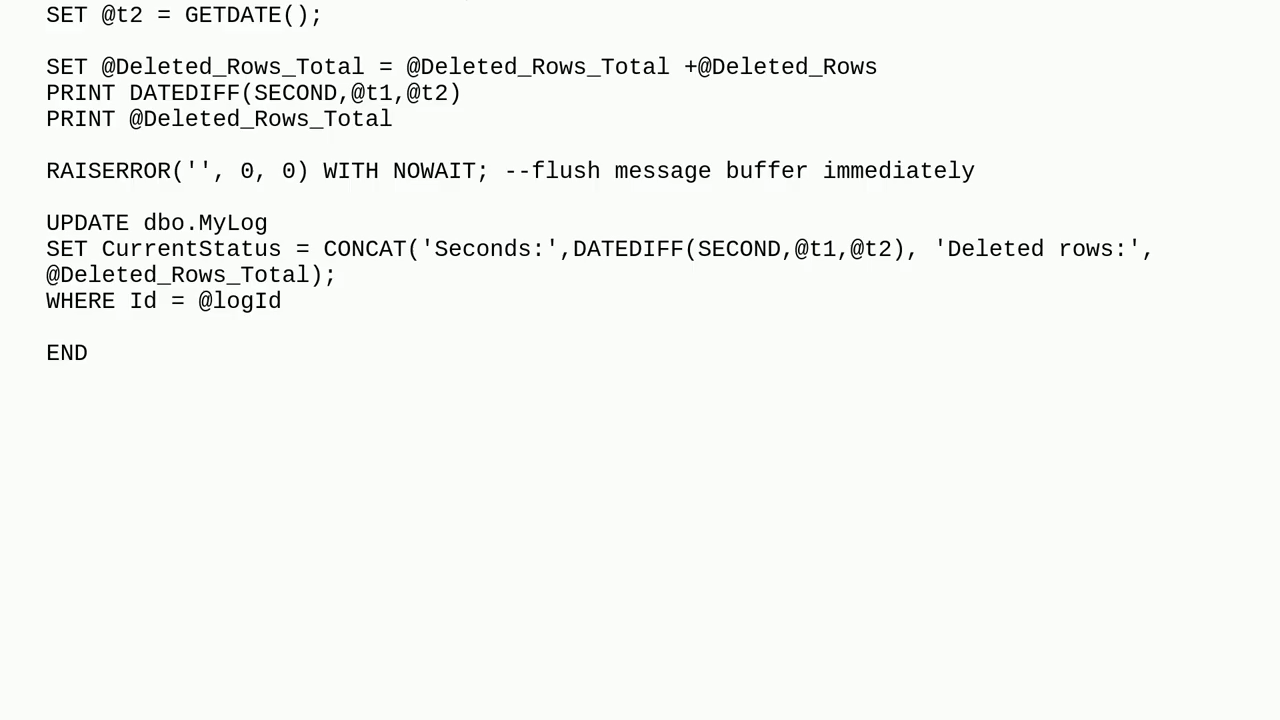 SET @t2 = GETDATE();
SET @Deleted_Rows_Total = @Deleted_Rows_Total +@Deleted_Rows
PRINT DATEDIFF(SECOND,@t1,@t2)
PRINT @Deleted_Rows_Total
RAISERROR('', 0, 0) WITH NOWAIT; --flush message buffer immediately
UPDATE dbo.MyLog
SET CurrentStatus = CONCAT('Seconds:',DATEDIFF(SECOND,@t1,@t2), 'Deleted rows:',
@Deleted_Rows_Total);
WHERE Id = @logId
END